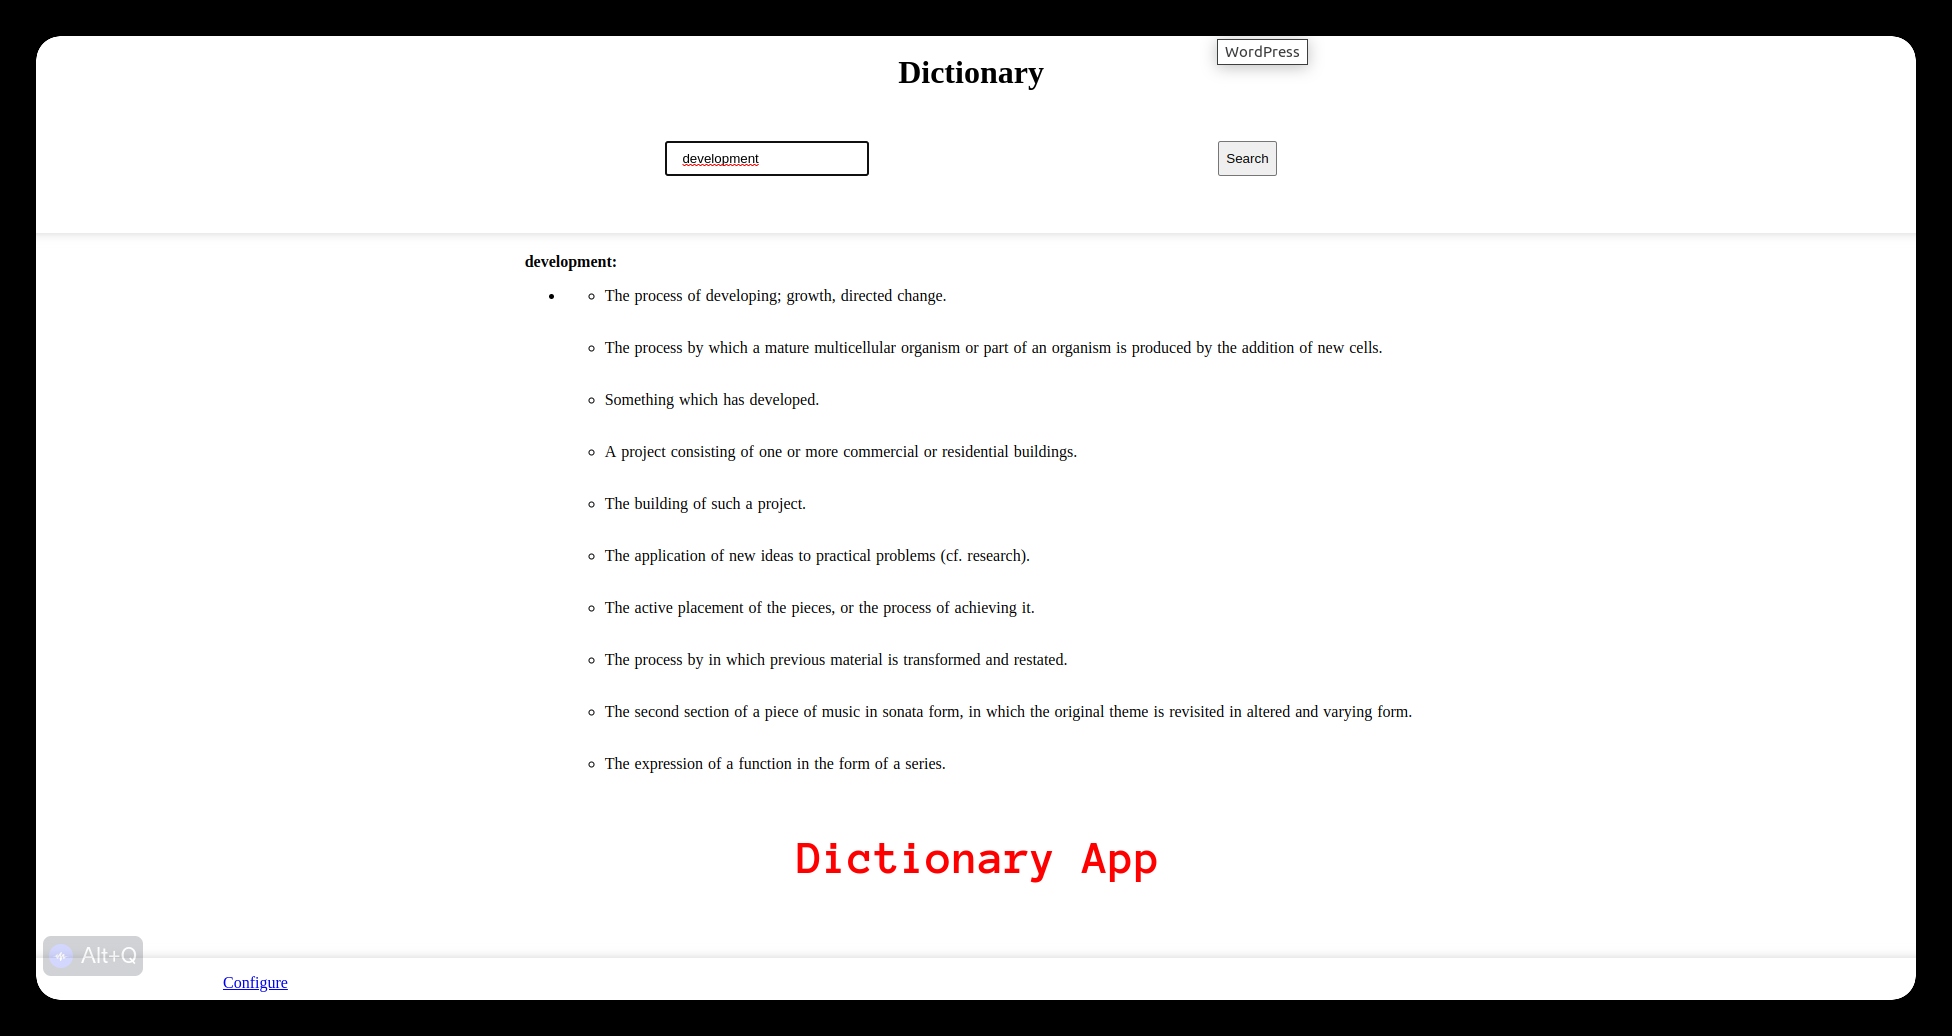 WordPress
Dictionary
development
Search
development:
The process of developing; growth, directed change.
The process by which a mature multicellular organism or part of an organism is produced by the addition of new cells.
Something which has developed.
A project consisting of one or more commercial or residential buildings.
The building of such a project.
The application of new ideas to practical problems (cf. research).
The active placement of the pieces, or the process of achieving it.
The process by in which previous material is transformed and restated.
The second section of a piece of music in sonata form, in which the original theme is revisited in altered and varying form.
The expression of a function in the form of a series.
Dictionary App
Alt+Q
Configure